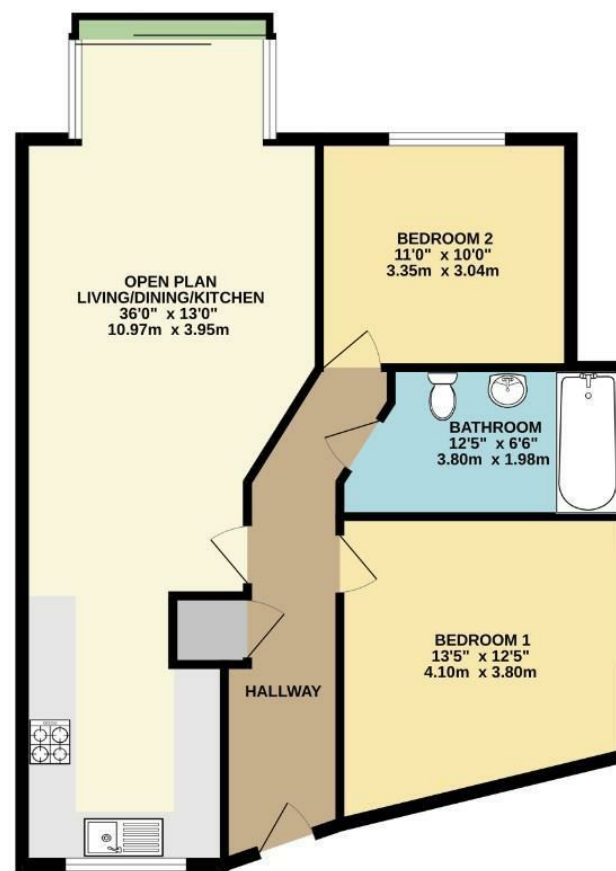 BEDROOM 2
11'0" x 10'0"
3.35m x 3.04m
OPEN PLAN
LIVING/DINING/KITCHEN
36'0" x 13'0"
10.97m x 3.95m
BATHROOM
12'5" x 6'6"
3.80m x 1.98m
BEDROOM 1
13'5" x 12'5"
4.10m x 3.80m
HALLWAY